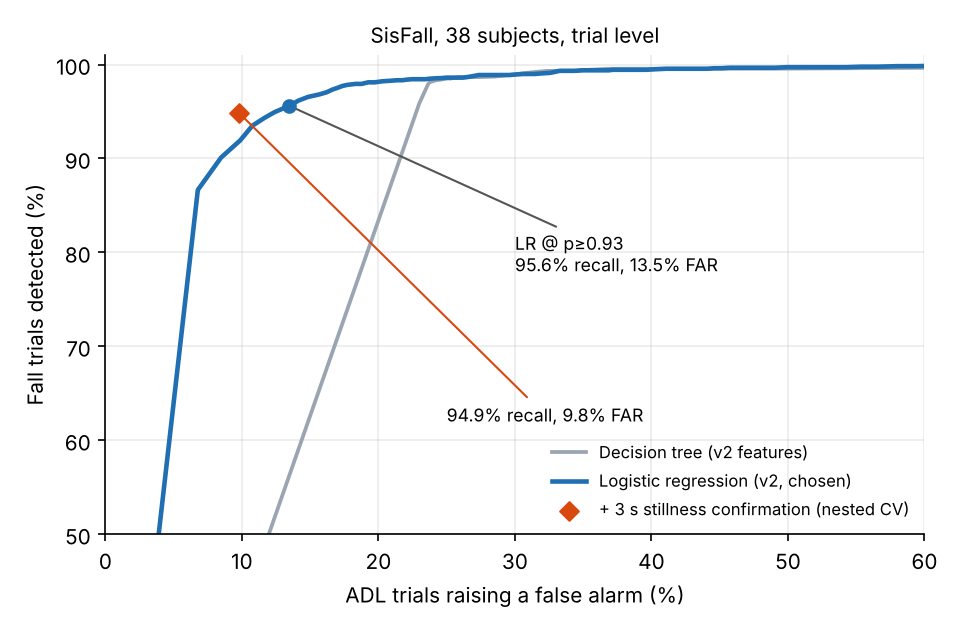 SisFall, 38 subjects, trial level
100
90
80
70
60
50
Fall trials detected (%)
LR @ p≥0.93
95.6% recall, 13.5% FAR
94.9% recall, 9.8% FAR
Decision tree (v2 features)
Logistic regression (v2, chosen)
+ 3 s stillness confirmation (nested CV)
0 10 20 30 40 50 60
ADL trials raising a false alarm (%)